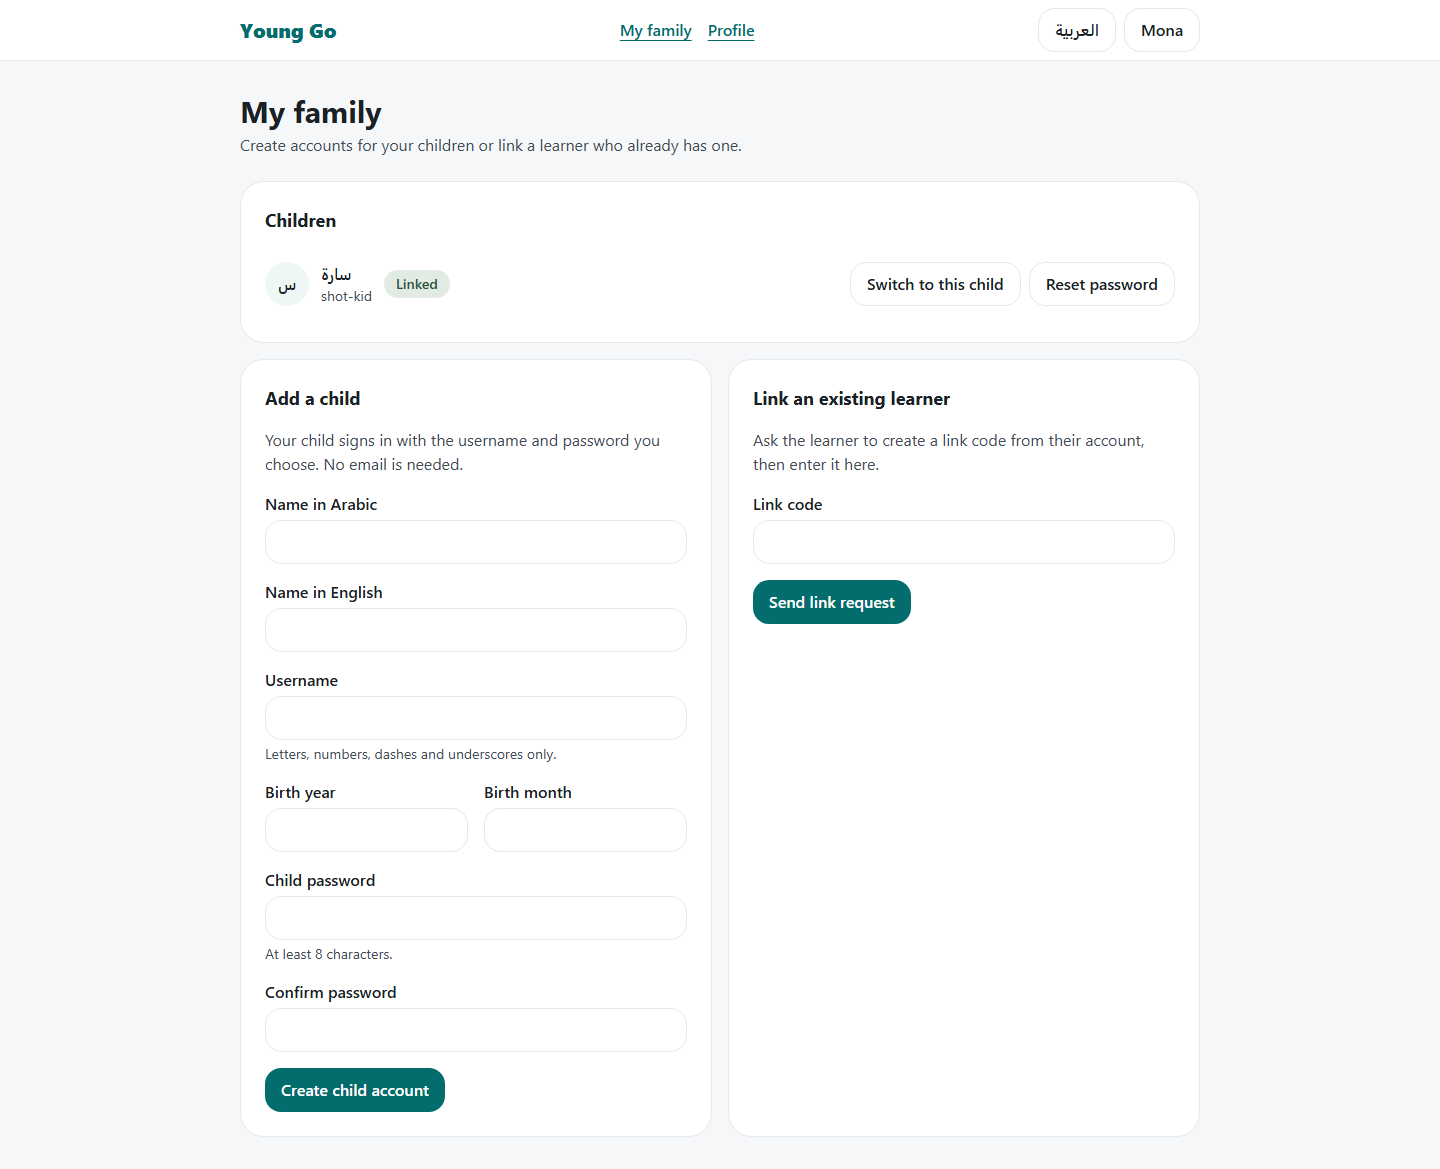 Young Go
My family
Profile
العربية
Mona
My family
Create accounts for your children or link a learner who already has one.
Children
س
سارة
shot-kid
Linked
Switch to this child
Reset password
Add a child
Your child signs in with the username and password you
choose. No email is needed.
Name in Arabic
Name in English
Username
Letters, numbers, dashes and underscores only.
Birth year
Birth month
Child password
At least 8 characters.
Confirm password
Create child account
Link an existing learner
Ask the learner to create a link code from their account,
then enter it here.
Link code
Send link request